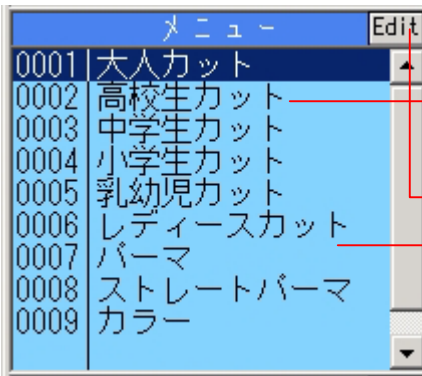 メニュー Edit
0001 大人カット
0002 高校生カット
0003 中学生カット
0004 小学生カット
0005 乳幼児カット
0006 レディースカット
0007 パーマ
0008 ストレートパーマ
0009 カラー